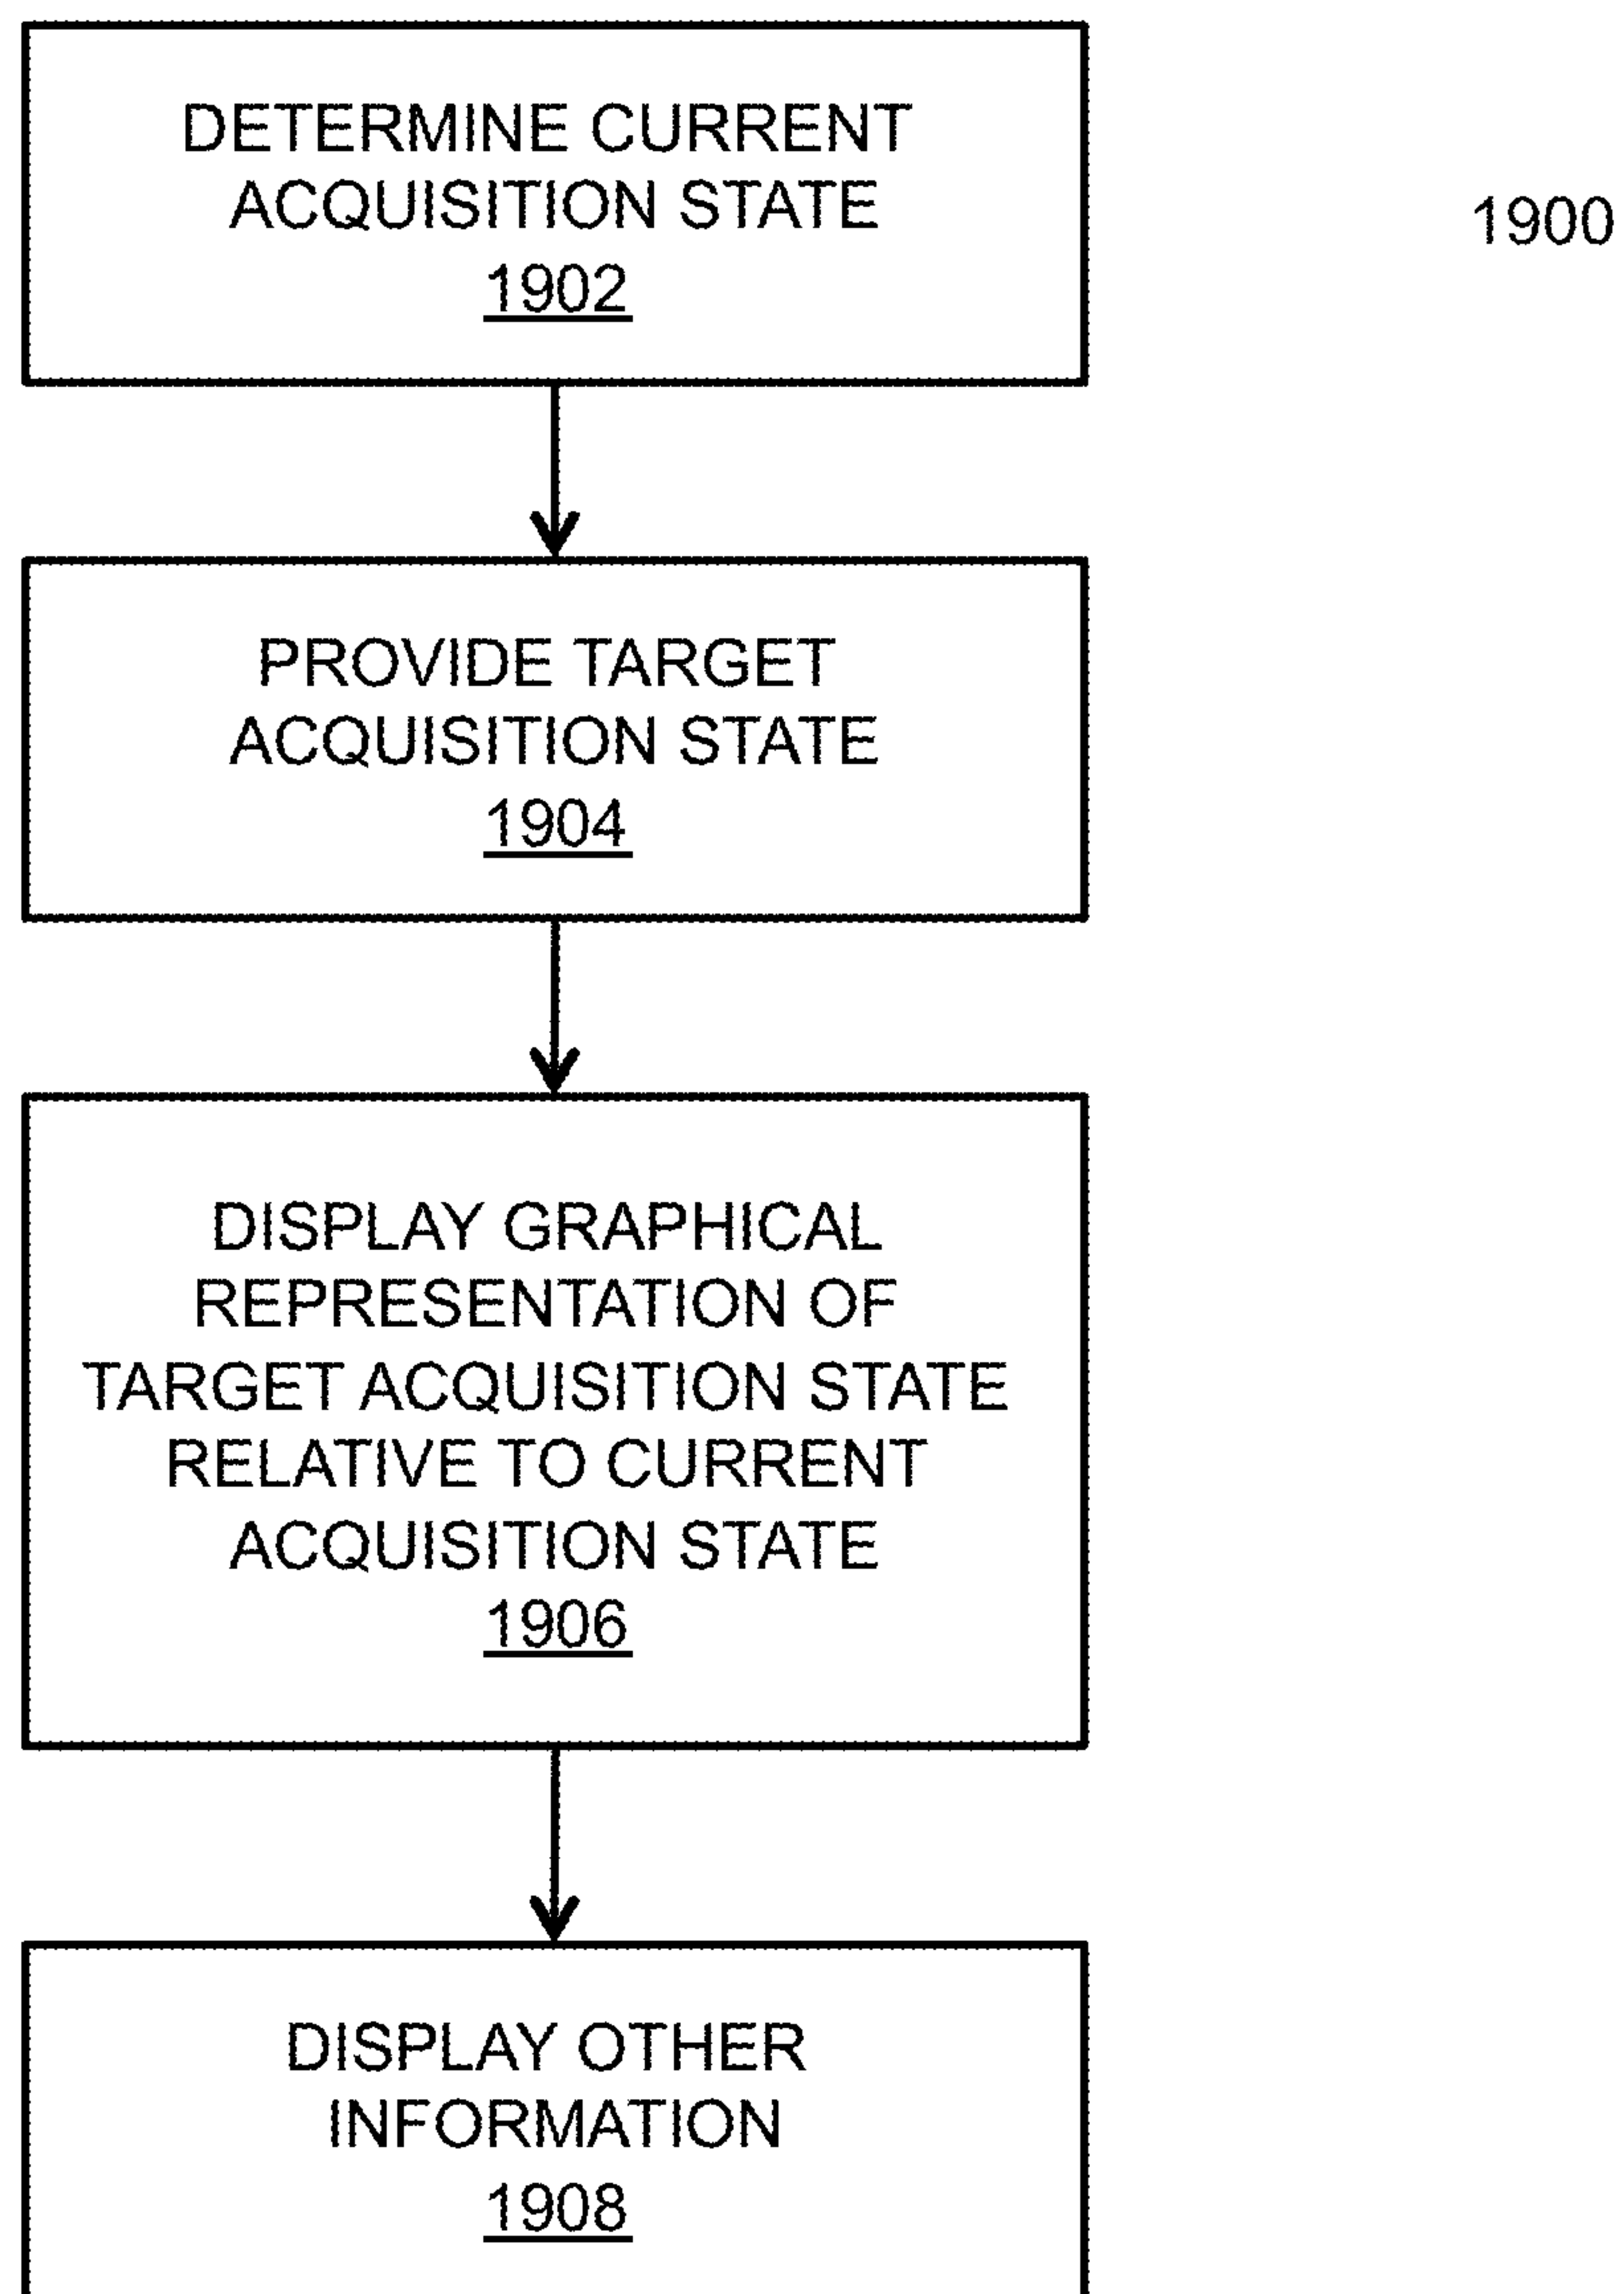 DETERMINE CURRENT
ACQUISITION STATE
1902
1900
PROVIDE TARGET
ACQUISITION STATE
1904
DISPLAY GRAPHICAL
REPRESENTATION OF
TARGET ACQUISITION STATE
RELATIVE TO CURRENT
ACQUISITION STATE
1906
DISPLAY OTHER
INFORMATION
1908